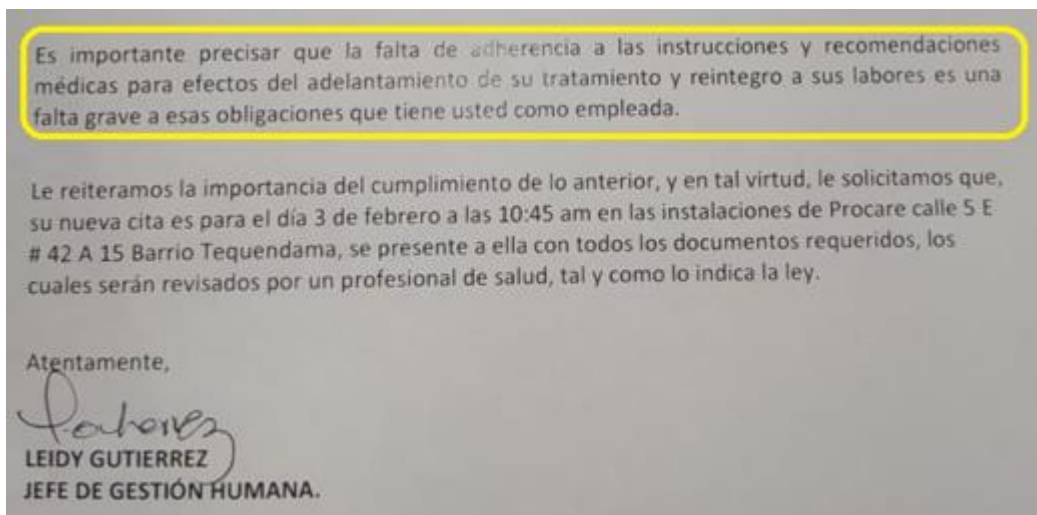 Es importante precisar que la falta de adherencia a las instrucciones y recomendaciones
médicas para efectos del adelantamiento de su tratamiento y reintegro a sus labores es una
falta grave a esas obligaciones que tiene usted como empleada.
Le reiteramos la importancia del cumplimiento de lo anterior, y en tal virtud, le solicitamos que,
su nueva cita es para el día 3 de febrero a las 10:45 am en las instalaciones de Procare calle 5 E
# 42 A 15 Barrio Tequendama, se presente a ella con todos los documentos requeridos, los
cuales serán revisados por un profesional de salud, tal y como lo indica la ley.
Atentamente,
LEIDY GUTIERREZ
JEFE DE GESTIÓN HUMANA.